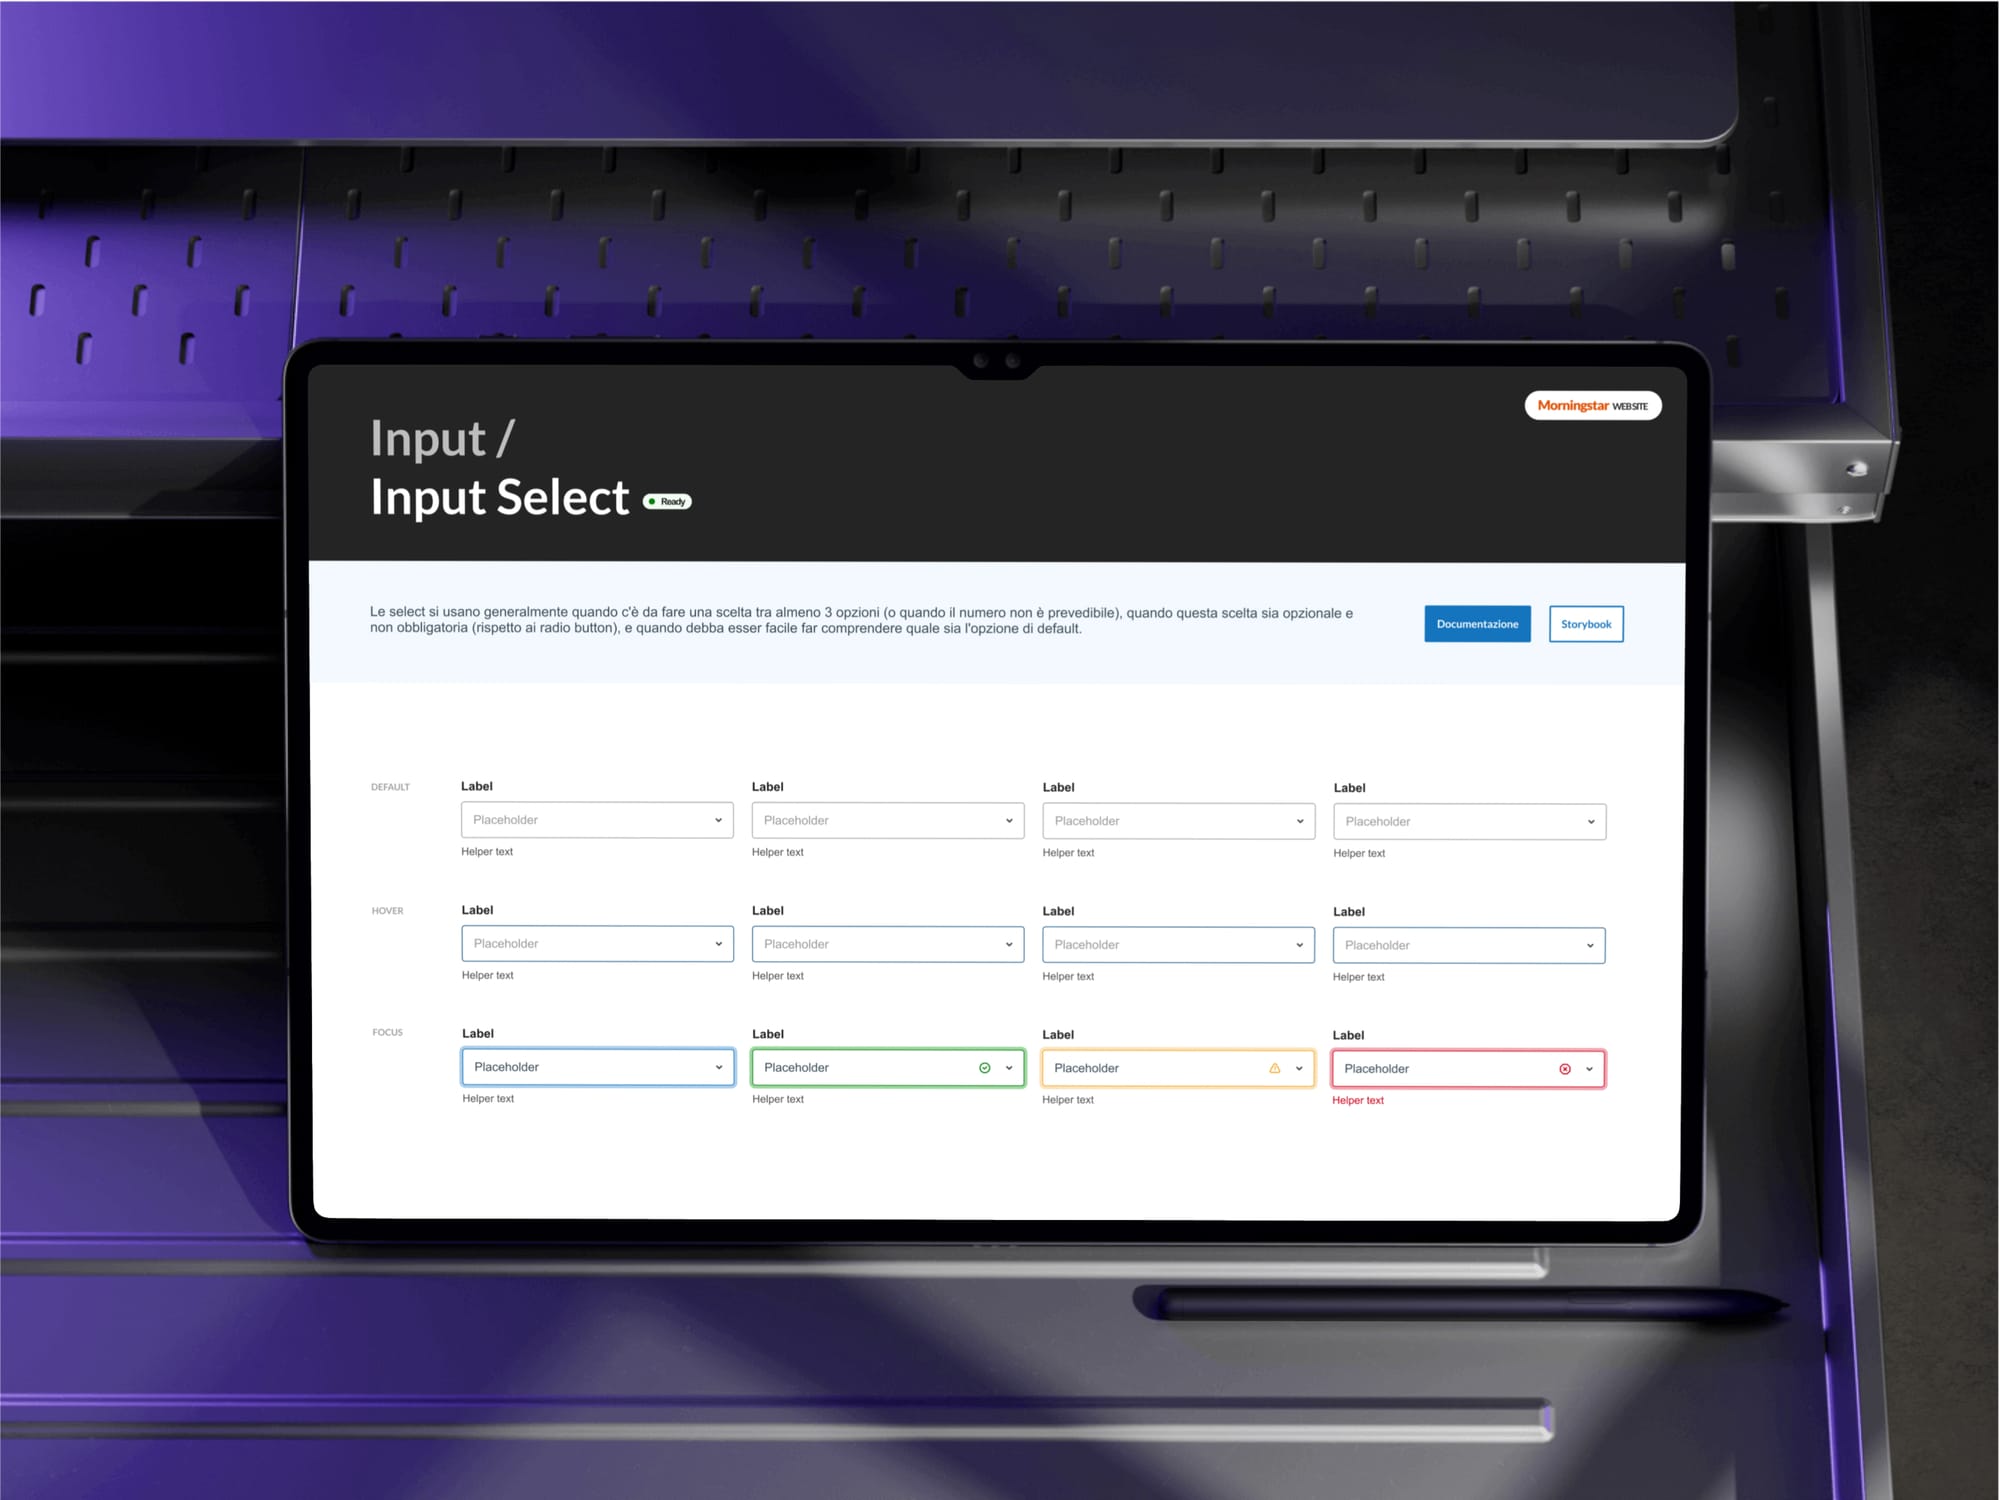 Morningstar WEBSITE
Input /
Input Select Ready
Le select si usano generalmente quando c'è da fare una scelta tra almeno 3 opzioni (o quando il numero non è prevedibile), quando questa scelta sia opzionale e
non obbligatoria (rispetto ai radio button), e quando debba esser facile far comprendere quale sia l'opzione di default.
Documentazione Storybook
DEFAULT Label Label Label Label
Placeholder Placeholder Placeholder Placeholder
Helper text Helper text Helper text Helper text
HOVER Label Label Label Label
Placeholder Placeholder Placeholder Placeholder
Helper text Helper text Helper text Helper text
FOCUS Label Label Label Label
Placeholder Placeholder Placeholder Placeholder
Helper text Helper text Helper text Helper text